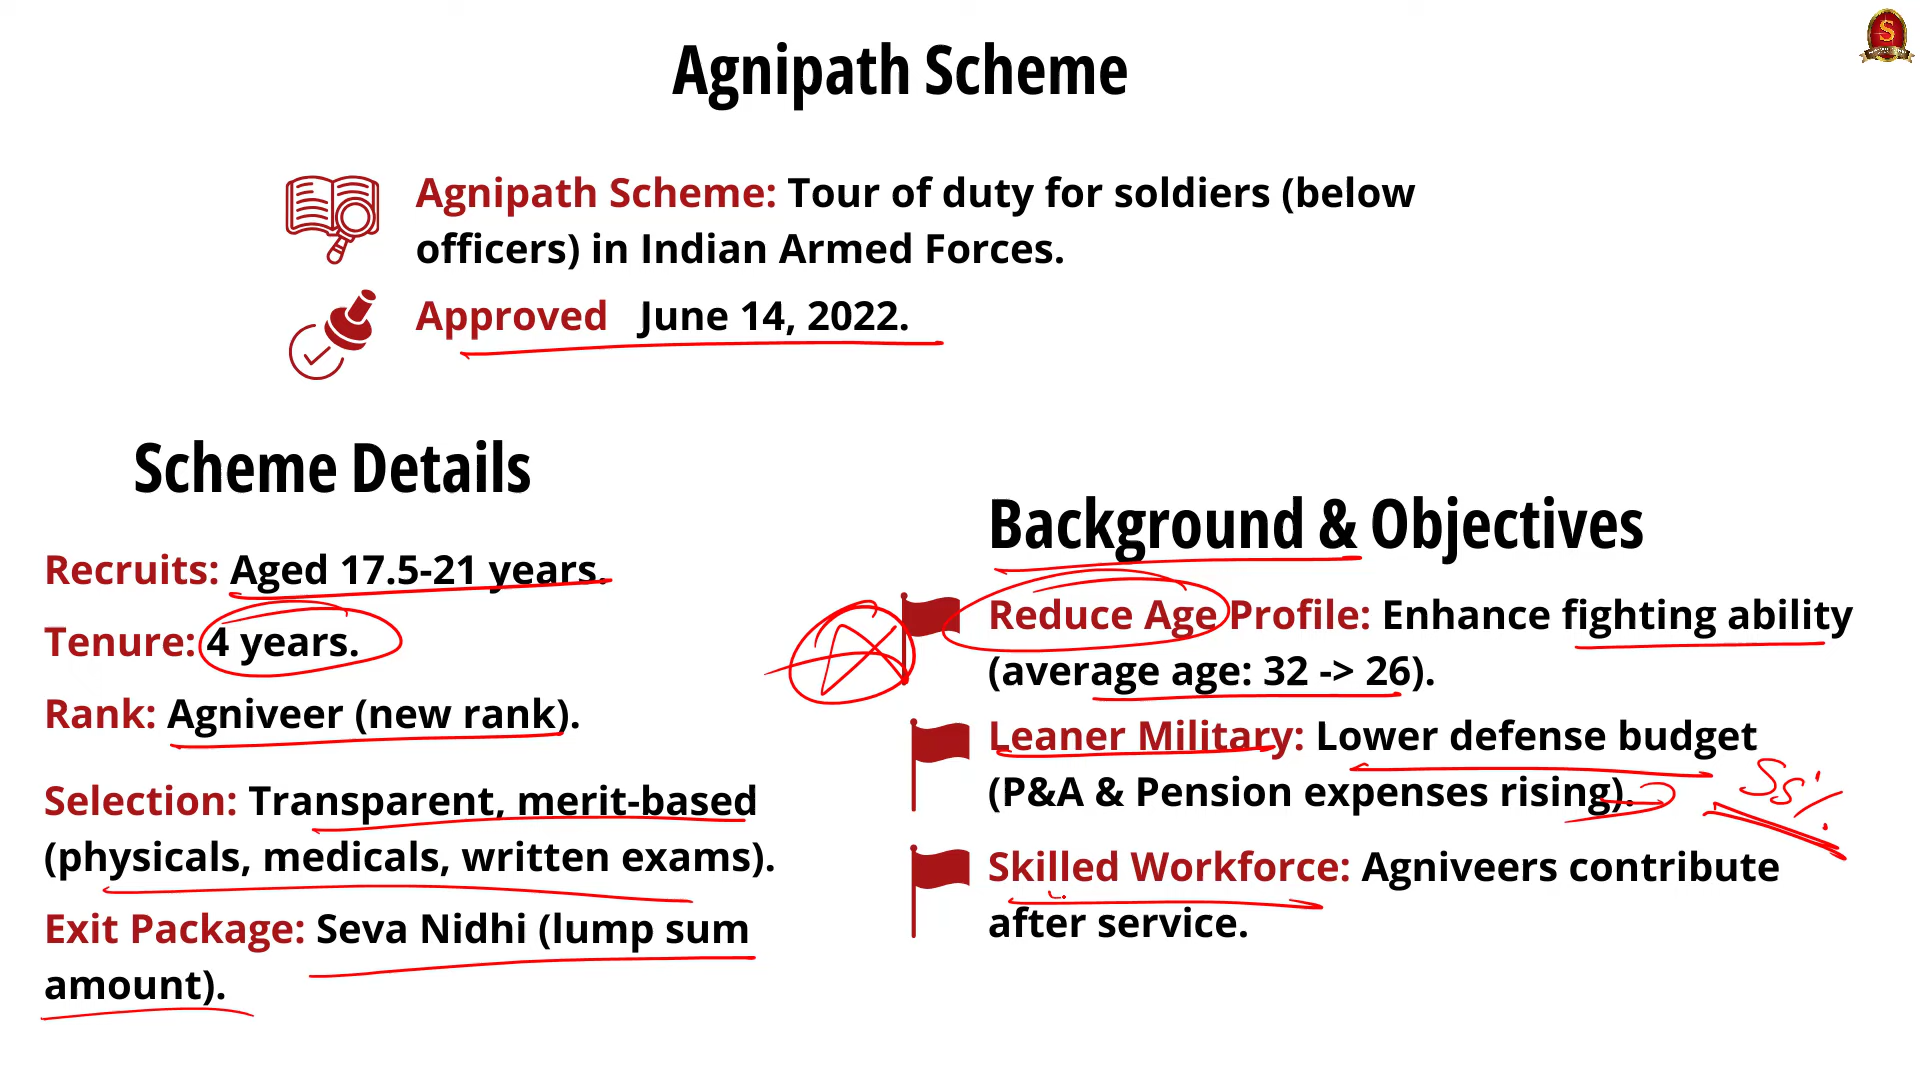 Agnipath Scheme
Agnipath Scheme: Tour of duty for soldiers (below
officers) in Indian Armed Forces.
Approved June 14, 2022.
Scheme Details
Recruits: Aged 17.5-21 years.
Tenure: 4 years.
Rank: Agniveer (new rank).
Selection: Transparent, merit-based
(physicals, medicals, written exams).
Exit Package: Seva Nidhi (lump sum
amount).
Background & Objectives
Reduce Age Profile: Enhance fighting ability
(average age: 32 -> 26).
Leaner Military: Lower defense budget
(P&A & Pension expenses rising).
Skilled Workforce: Agniveers contribute
after service.
S